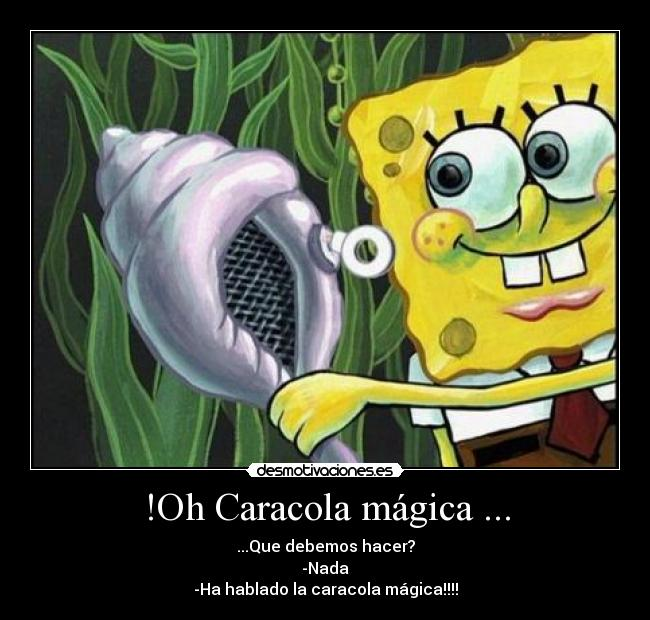 desmotivaciones.es
!Oh Caracola mágica ...
...Que debemos hacer?
-Nada
-Ha hablado la caracola mágica!!!!